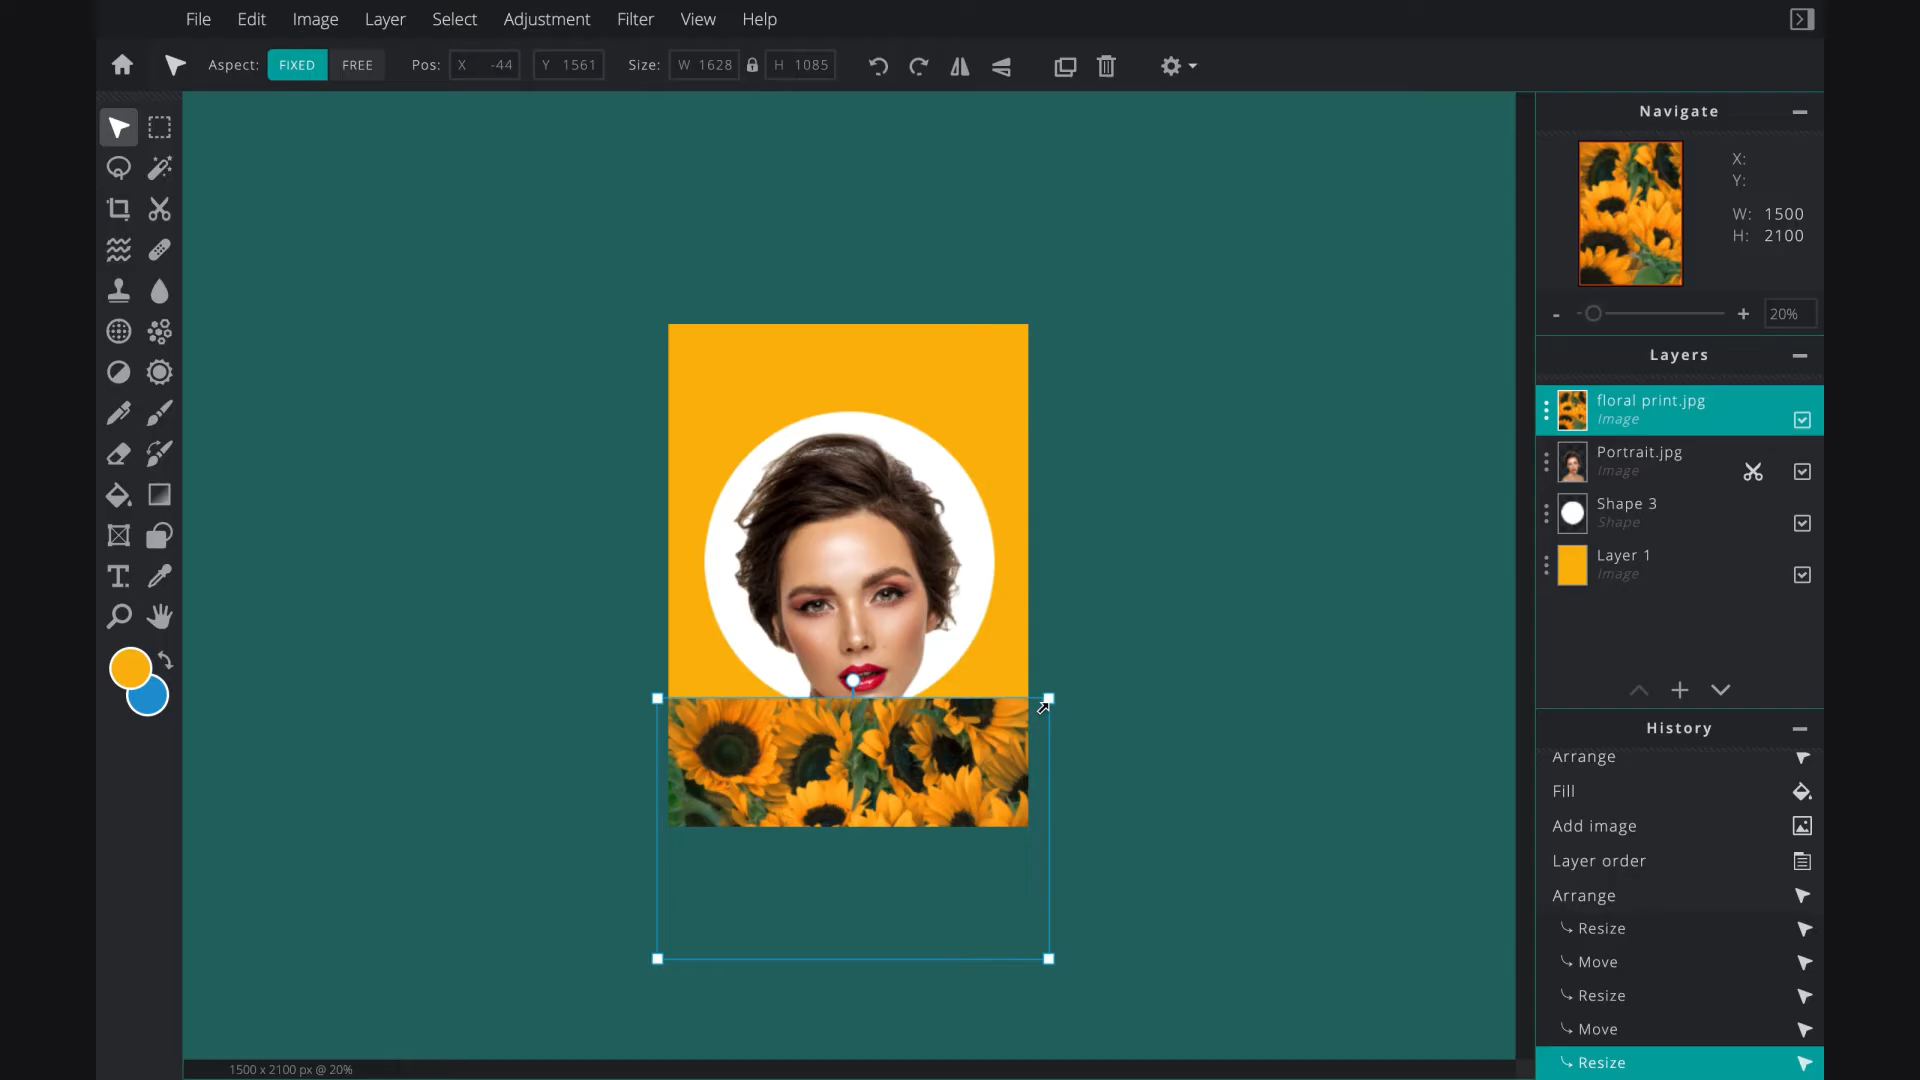 File Edit Image Layer Select Adjustment Filter View Help
Aspect: FIXED FREE Pos: X -44 Y 1561 Size: W 1628 H 1085
Navigate
X:
Y:
W: 1500
H: 2100
- + 20%
Layers
floral print.jpg
Image
Portrait.jpg
Image
Shape 3
Shape
Layer 1
Image
History
Arrange
Fill
Add image
Layer order
Arrange
Resize
Move
Resize
Move
Resize
T
1500 x 2100 px @ 20%